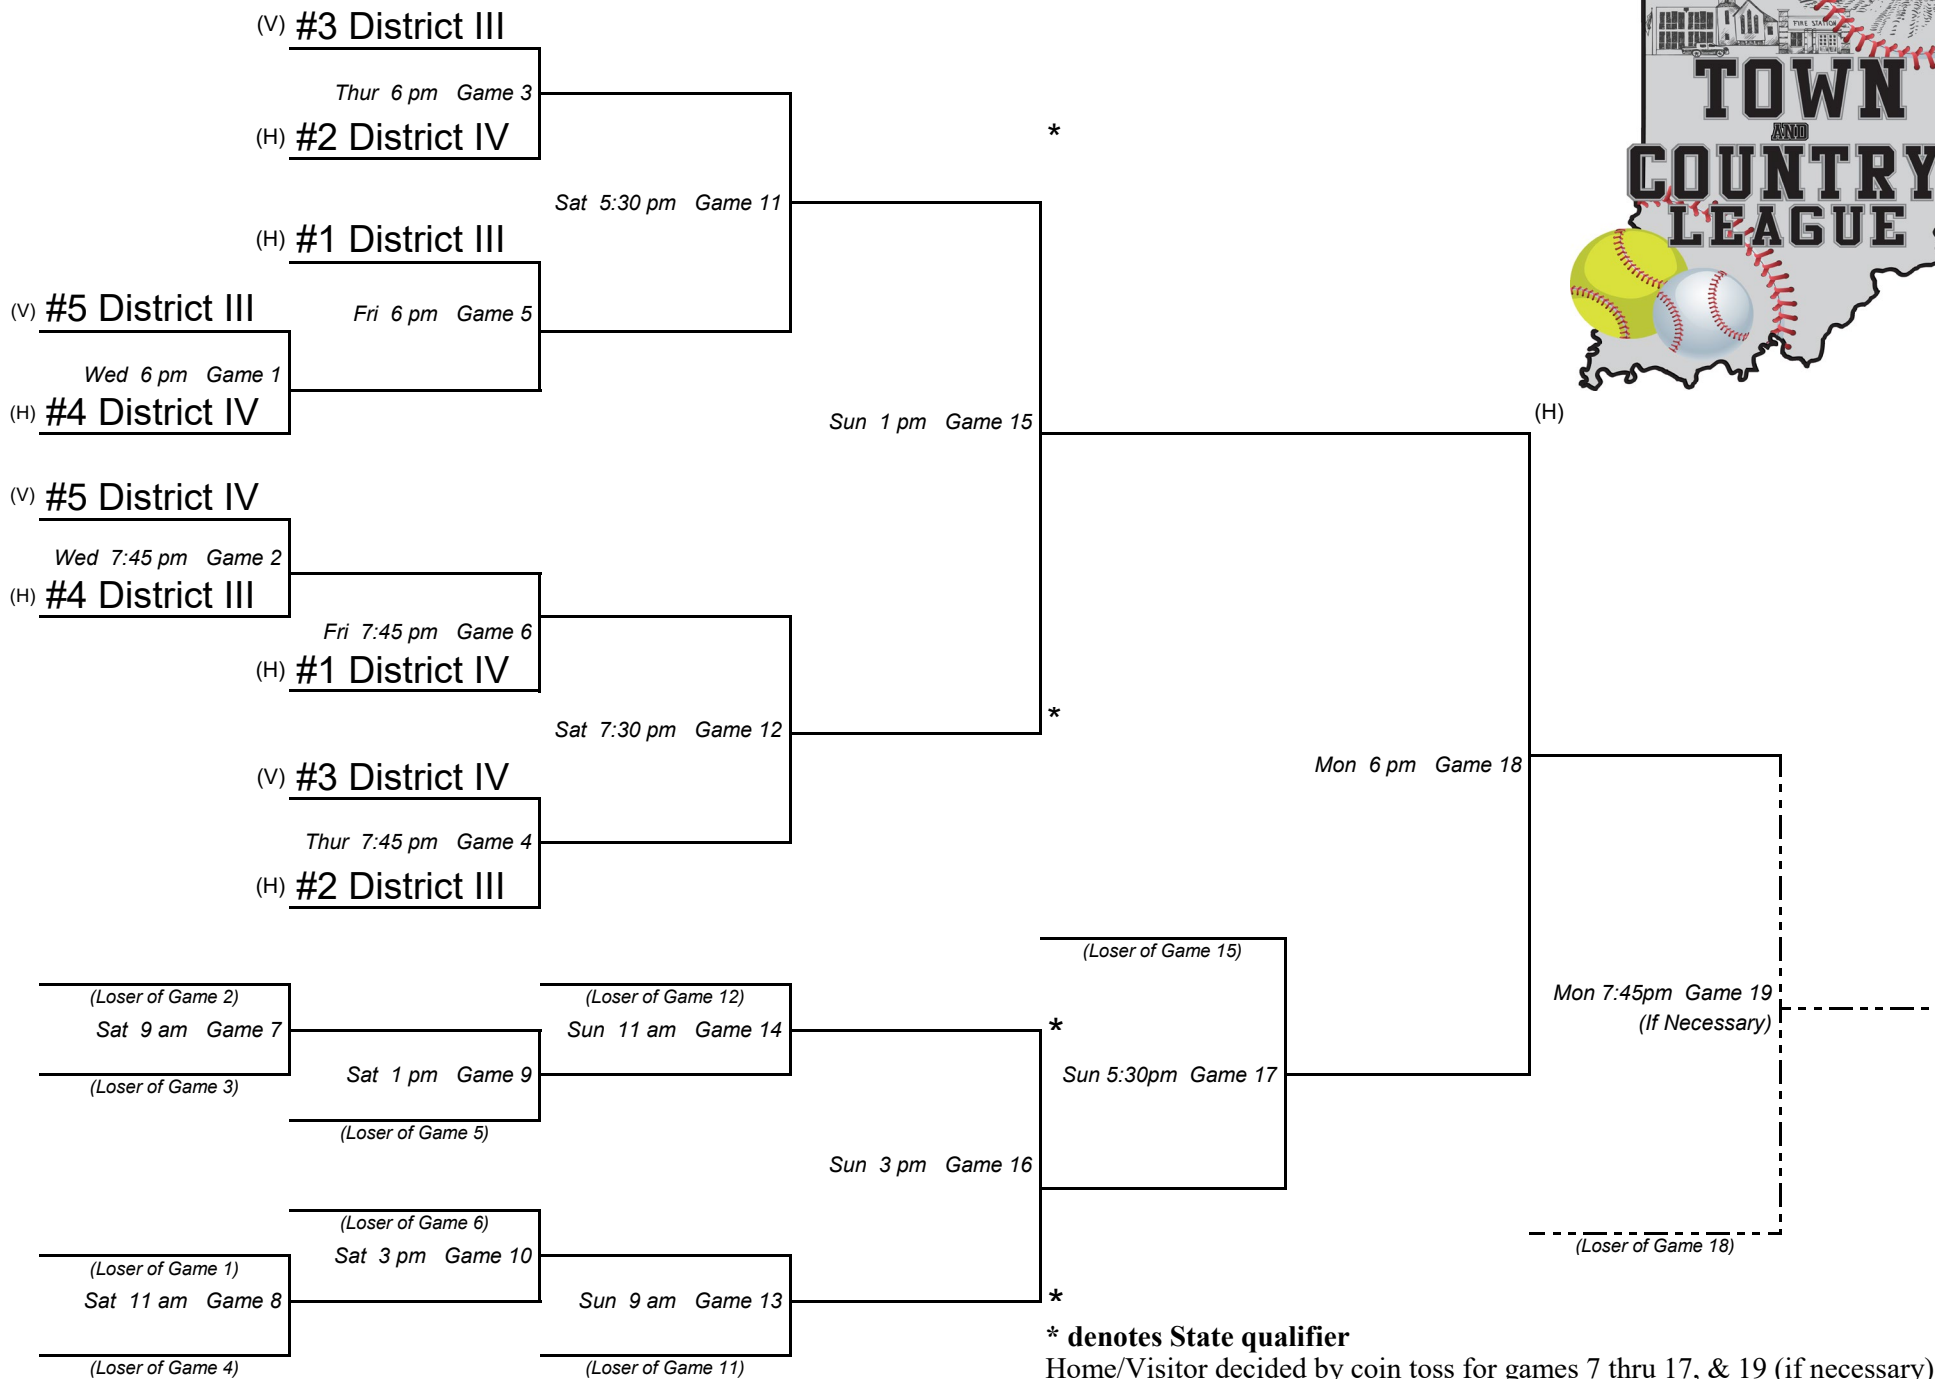 (V) #3 District III
Thur 6 pm Game 3
(H) #2 District IV
*
Sat 5:30 pm Game 11
(H) #1 District III
(V) #5 District III
Fri 6 pm Game 5
Wed 6 pm Game 1
(H) #4 District IV
Sun 1 pm Game 15
(H)
(V) #5 District IV
Wed 7:45 pm Game 2
(H) #4 District III
Fri 7:45 pm Game 6
(H) #1 District IV
*
Sat 7:30 pm Game 12
(V) #3 District IV
Mon 6 pm Game 18
Thur 7:45 pm Game 4
(H) #2 District III
(Loser of Game 15)
(Loser of Game 2)
(Loser of Game 12)
Mon 7:45pm Game 19
(If Necessary)
Sat 9 am Game 7
Sun 11 am Game 14
*
(Loser of Game 3)
Sat 1 pm Game 9
Sun 5:30pm Game 17
(Loser of Game 5)
Sun 3 pm Game 16
(Loser of Game 6)
Sat 3 pm Game 10
(Loser of Game 18)
(Loser of Game 1)
Sat 11 am Game 8
Sun 9 am Game 13
*
(Loser of Game 4)
(Loser of Game 11)
* denotes State qualifier
Home/Visitor decided by coin toss for games 7 thru 17, & 19 (if necessary)
FIRE STATION
TOWN
AND
COUNTRY
LEAGUE